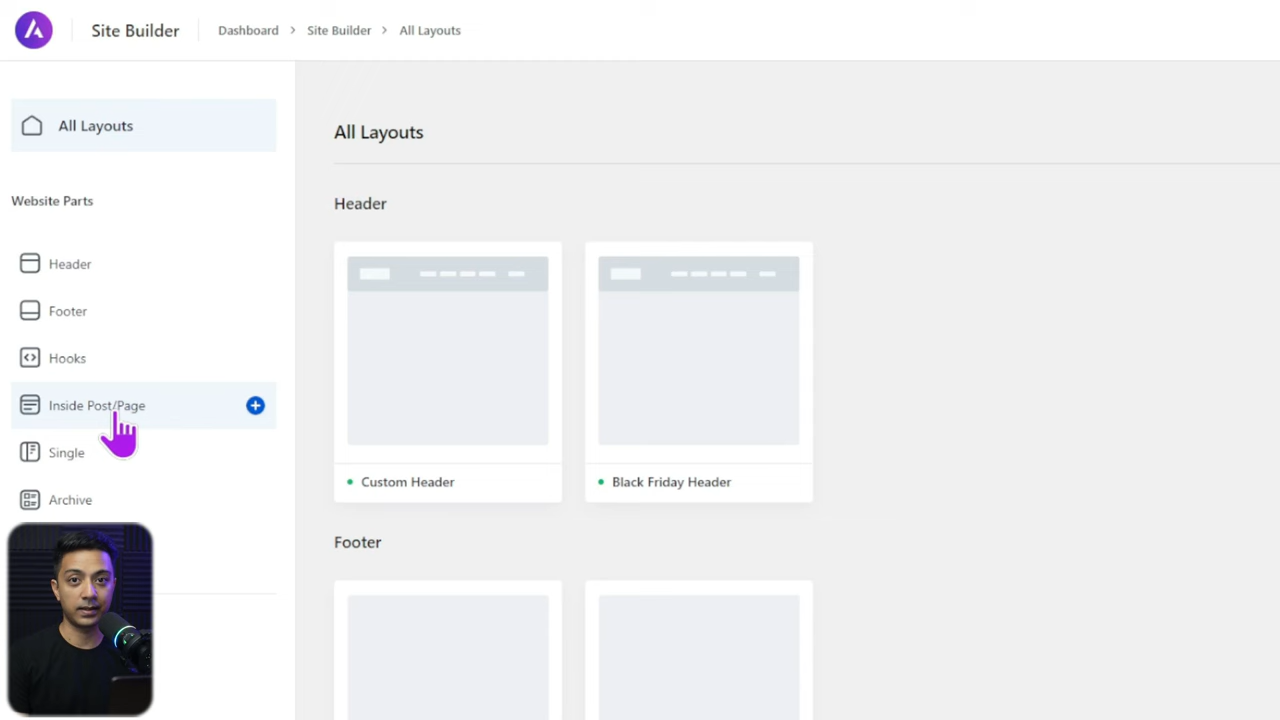 Site Builder
Dashboard > Site Builder > All Layouts
All Layouts
Website Parts
Header
Footer
Hooks
Inside Post/Page
Single
Archive
All Layouts
Header
Custom Header
Black Friday Header
Footer